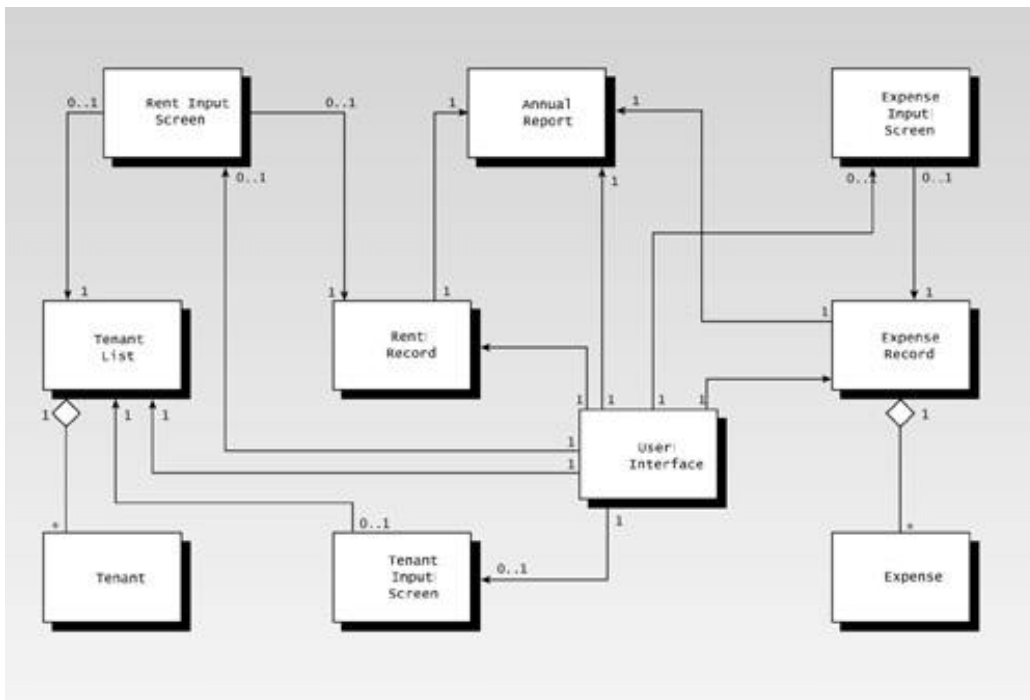 Rent Input
Screen
Annual
Report
Expense
Input
Screen
0..1
0..1
1
1
0..1
1
0..1
0..1
1
1
1
1
1
1
Tenant
List
Rent
Record
Expense
Record
1
1
1
1
1
1
1
1
1
User
Interface
1
1
*
0..1
1
*
Tenant
Tenant
Input
Screen
0..1
Expense